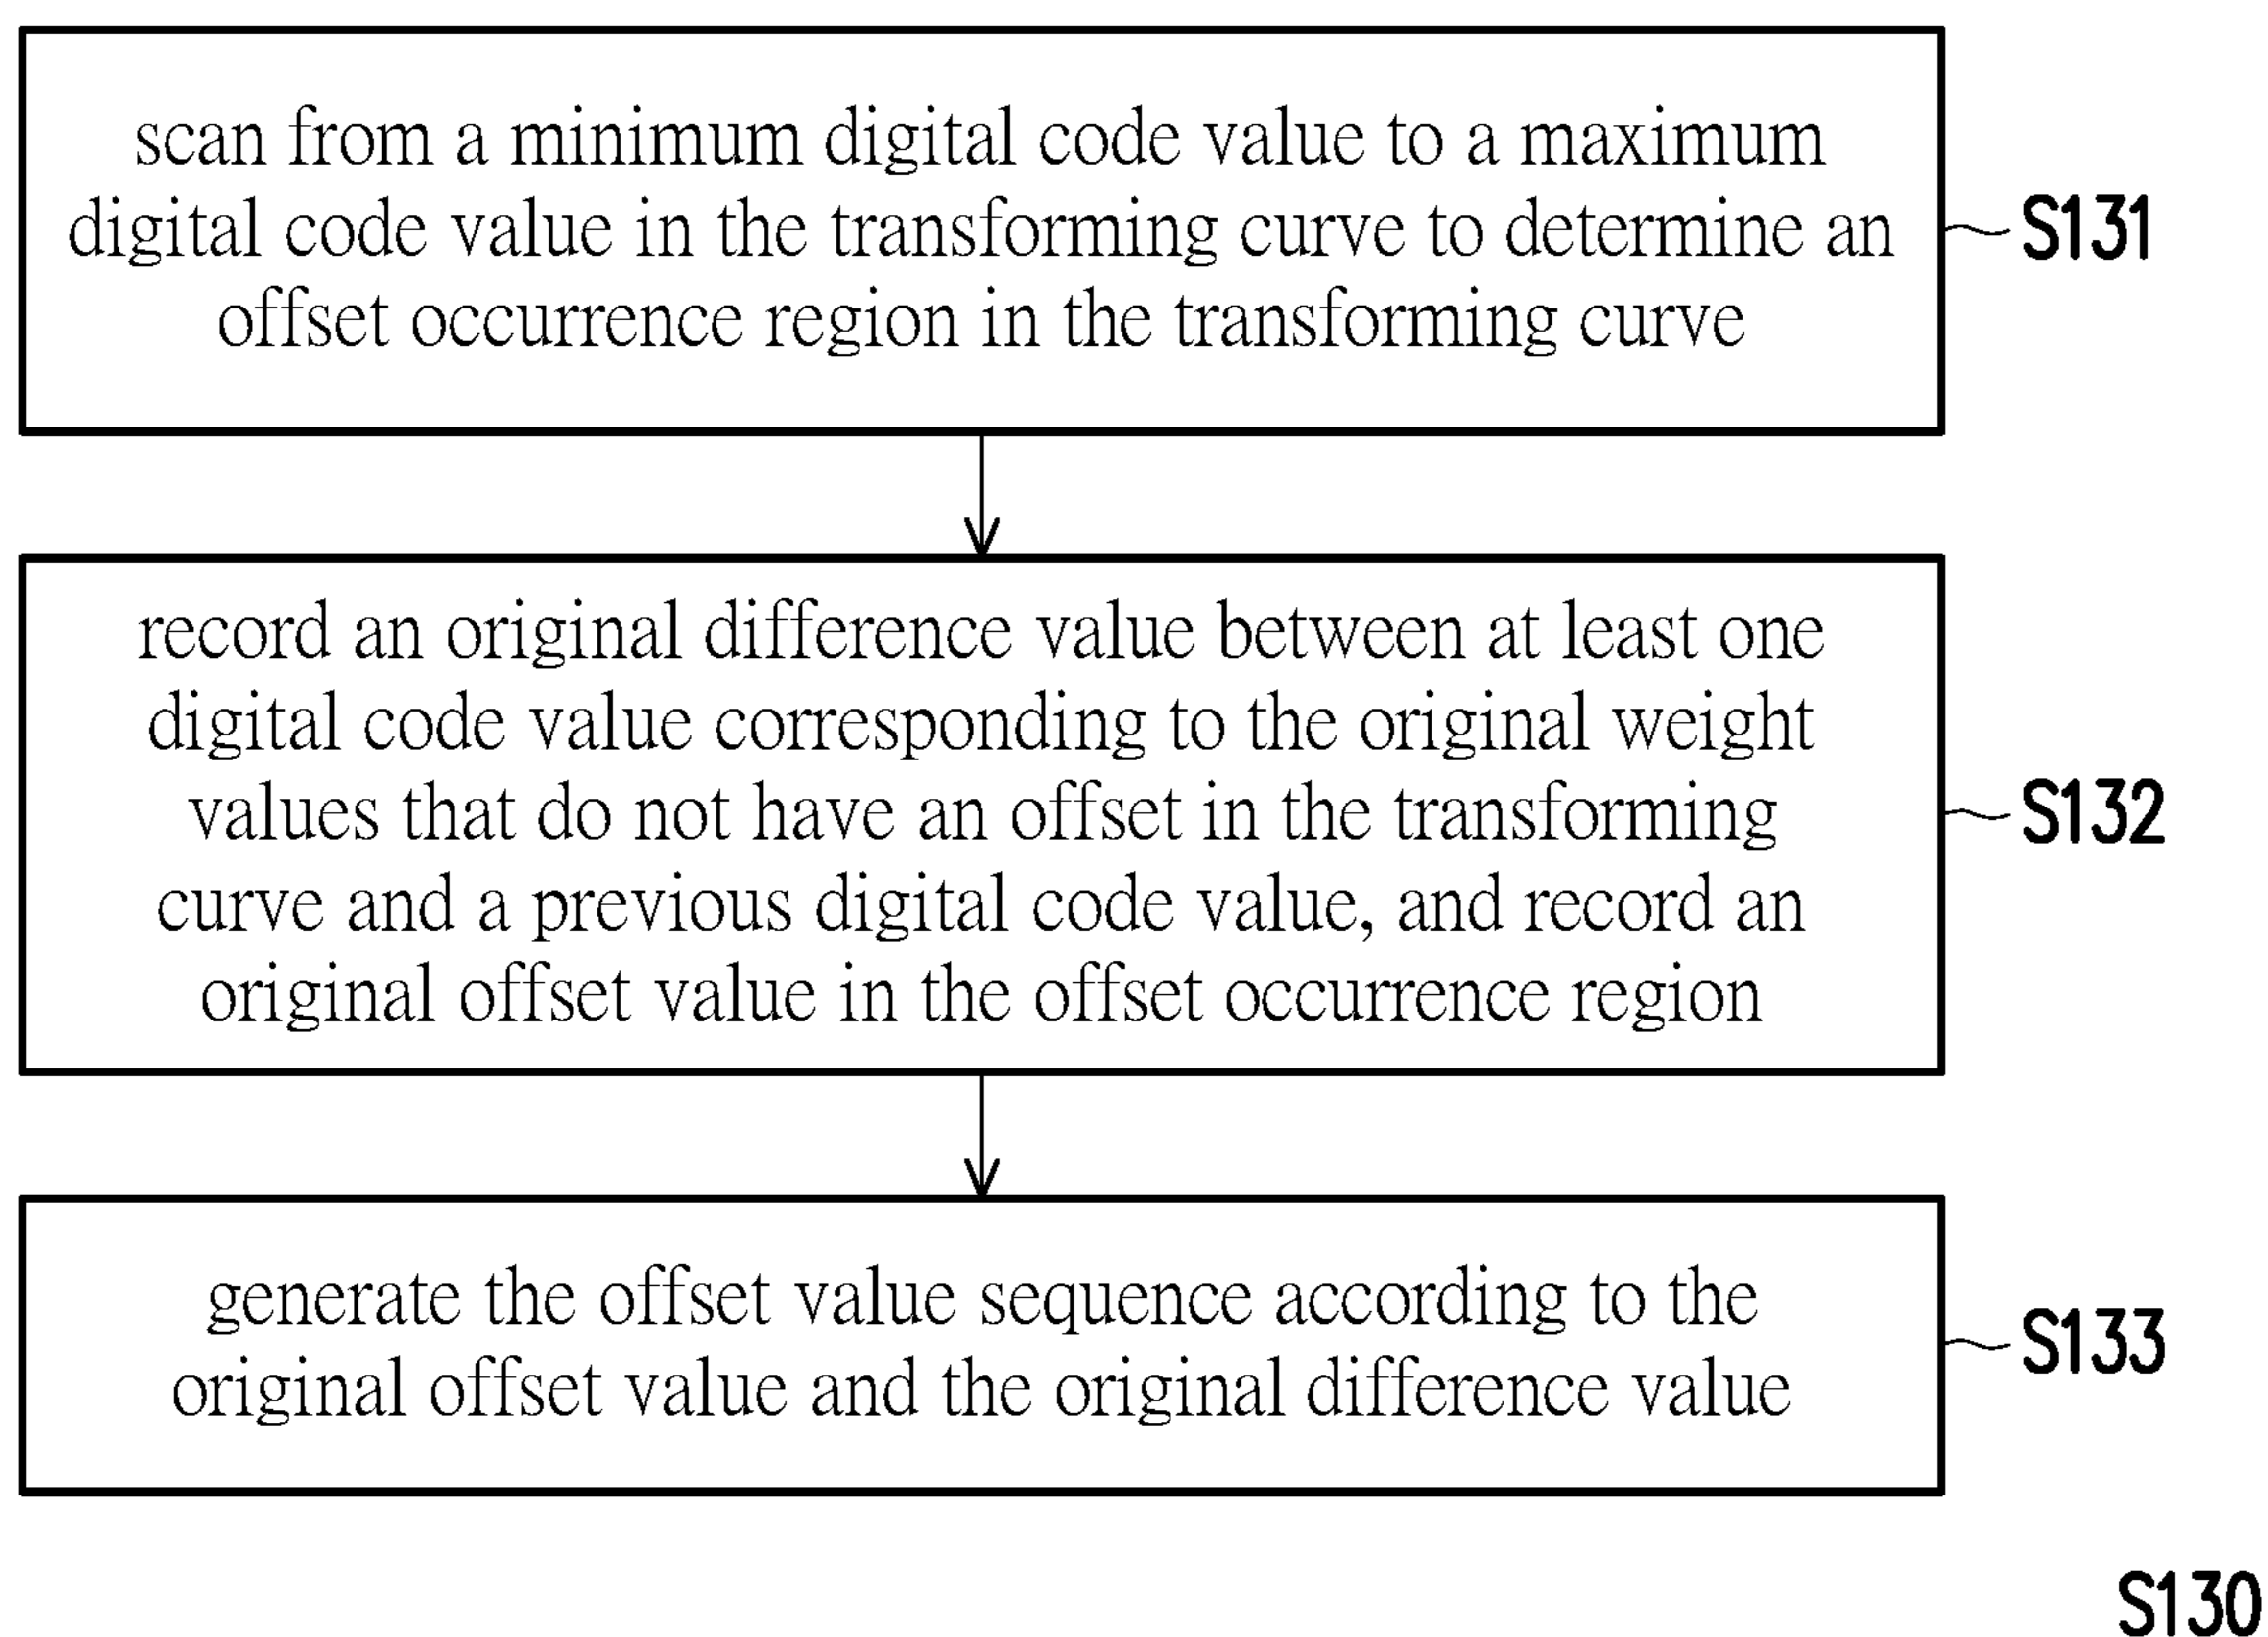 scan from a minimum digital code value to a maximum
digital code value in the transforming curve to determine an
offset occurrence region in the transforming curve
S131
record an original difference value between at least one
digital code value corresponding to the original weight
values that do not have an offset in the transforming
curve and a previous digital code value, and record an
original offset value in the offset occurrence region
S132
generate the offset value sequence according to the
original offset value and the original difference value
S133
S130